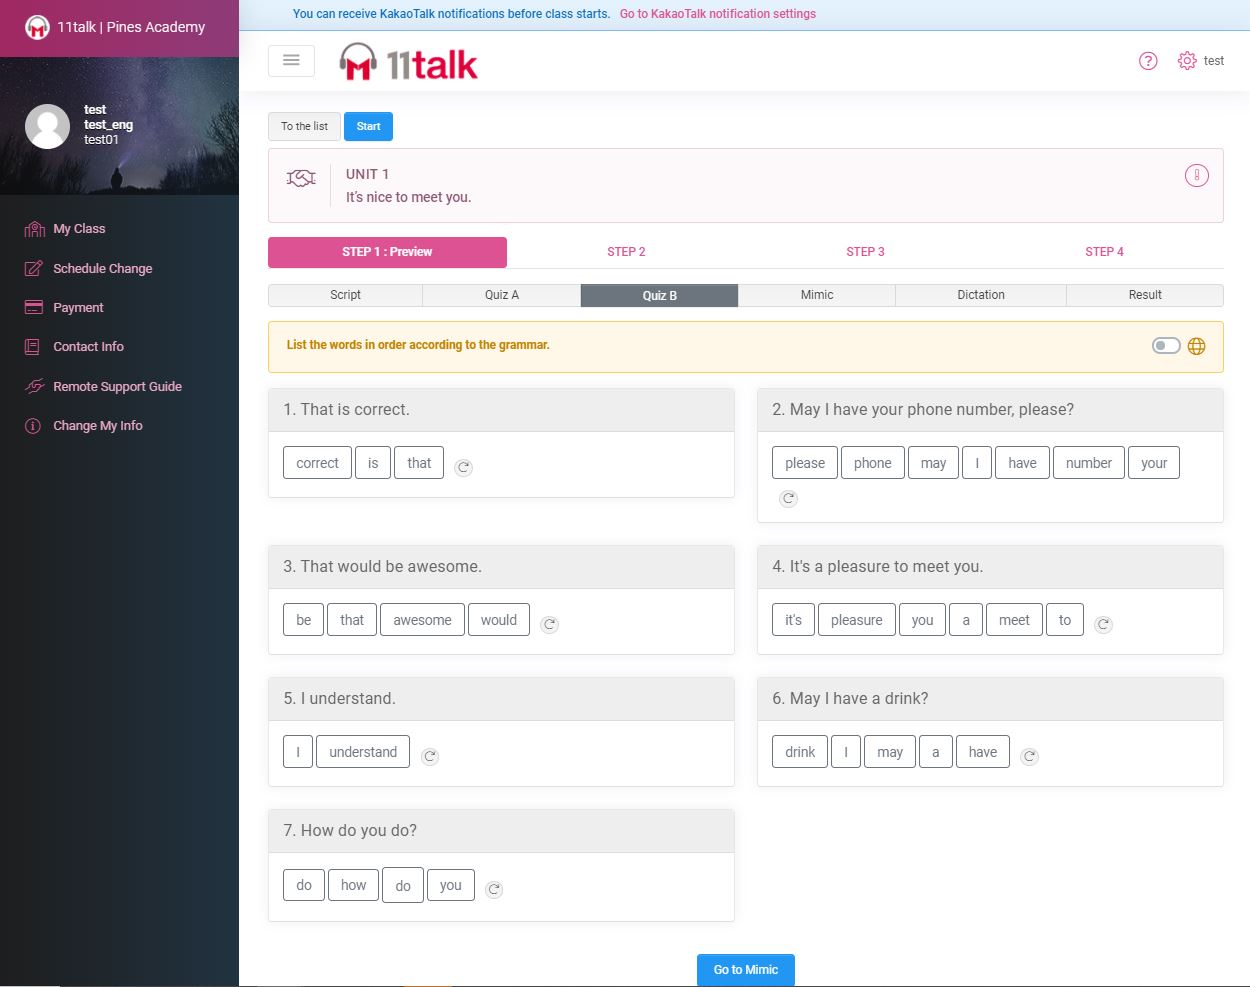 11talk | Pines Academy
You can receive KakaoTalk notifications before class starts. Go to KakaoTalk notification settings
11talk
test
test
test_eng
test01
My Class
Schedule Change
Payment
Contact Info
Remote Support Guide
Change My Info
To the list Start
UNIT 1
It's nice to meet you.
STEP 1 : Preview STEP 2 STEP 3 STEP 4
Script Quiz A Quiz B Mimic Dictation Result
List the words in order according to the grammar.
1. That is correct.
correct is that
2. May I have your phone number, please?
please phone may I have number your
3. That would be awesome.
be that awesome would
4. It's a pleasure to meet you.
it's pleasure you a meet to
5. I understand.
I understand
6. May I have a drink?
drink I may a have
7. How do you do?
do how do you
Go to Mimic